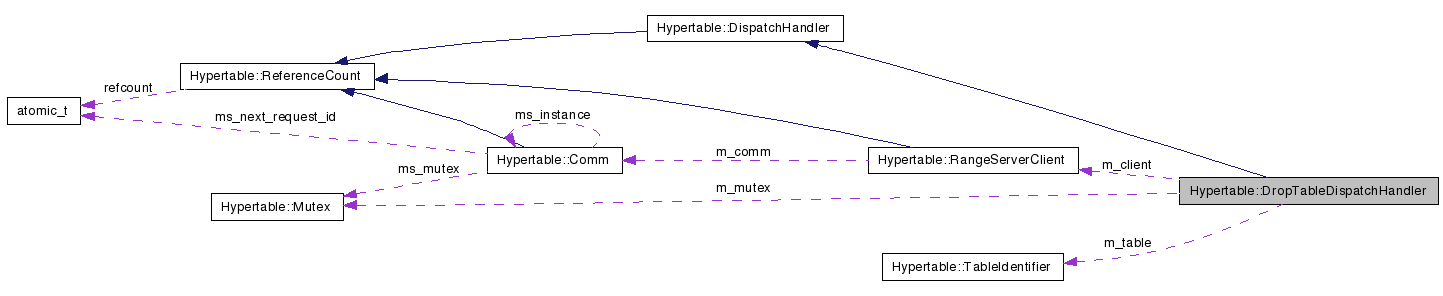 Hypertable::DispatchHandler
Hypertable::ReferenceCount
refcount
atomic_t
ms_next_request_id
ms_instance
Hypertable::Comm
m_comm
Hypertable::RangeServerClient
m_client
ms_mutex
m_mutex
Hypertable::DropTableDispatchHandler
Hypertable::Mutex
m_table
Hypertable::TableIdentifier